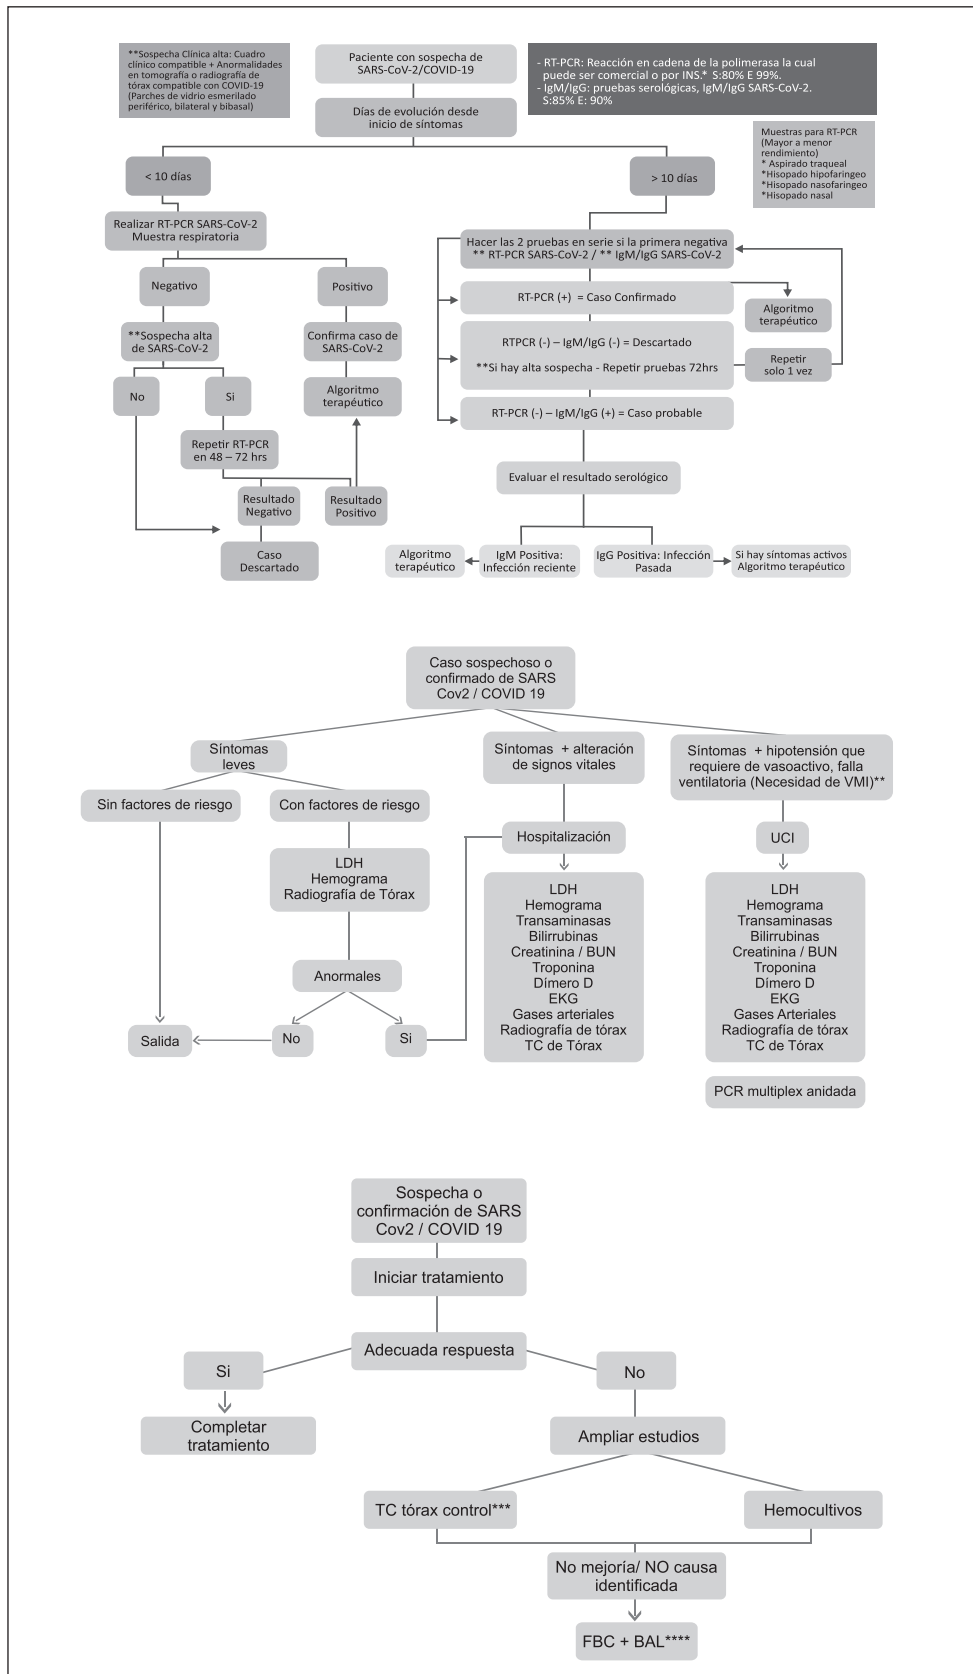 **Sospecha Clínica alta: Cuadro
clínico compatible + Anormalidades
en tomografía o radiografía de
tórax compatible con COVID-19
(Parches de vidrio esmerilado
periférico, bilateral y bibasal)
Paciente con sospecha de
SARS-CoV-2/COVID-19
- RT-PCR: Reacción en cadena de la polimerasa la cual
puede ser comercial o por INS.* S:80% E 99%.
- IgM/IgG: pruebas serológicas, IgM/IgG SARS-CoV-2.
S:85% E: 90%
Días de evolución desde
inicio de síntomas
Muestras para RT-PCR
(Mayor a menor
rendimiento)
* Aspirado traqueal
*Hisopado hipofaringeo
*Hisopado nasofaringeo
*Hisopado nasal
< 10 días
> 10 días
Realizar RT-PCR SARS-CoV-2
Muestra respiratoria
Hacer las 2 pruebas en serie si la primera negativa
** RT-PCR SARS-CoV-2 / ** IgM/IgG SARS-CoV-2
Negativo
Positivo
RT-PCR (+) = Caso Confirmado
Algoritmo
terapéutico
**Sospecha alta
de SARS-CoV-2
Confirma caso de
SARS-CoV-2
RTPCR (-) – IgM/IgG (-) = Descartado
**Si hay alta sospecha - Repetir pruebas 72hrs
Repetir
solo 1 vez
No
Si
Algoritmo
terapéutico
RT-PCR (-) – IgM/IgG (+) = Caso probable
Repetir RT-PCR
en 48 – 72 hrs
Evaluar el resultado serológico
Resultado
Negativo
Resultado
Positivo
Caso
Descartado
Algoritmo
terapéutico
IgM Positiva:
Infección reciente
IgG Positiva: Infección
Pasada
Si hay síntomas activos
Algoritmo terapéutico
Caso sospechoso o
confirmado de SARS
Cov2 / COVID 19
Síntomas
leves
Síntomas + alteración
de signos vitales
Síntomas + hipotensión que
requiere de vasoactivo, falla
ventilatoria (Necesidad de VMI)**
Sin factores de riesgo
Con factores de riesgo
Hospitalización
UCI
LDH
Hemograma
Radiografía de Tórax
LDH
Hemograma
Transaminasas
Bilirrubinas
Creatinina / BUN
Troponina
Dímero D
EKG
Gases arteriales
Radiografía de tórax
TC de Tórax
LDH
Hemograma
Transaminasas
Bilirrubinas
Creatinina / BUN
Troponina
Dímero D
EKG
Gases Arteriales
Radiografía de tórax
TC de Tórax
Anormales
Salida
No
Si
PCR multiplex anidada
Sospecha o
confirmación de SARS
Cov2 / COVID 19
Iniciar tratamiento
Adecuada respuesta
Si
No
Completar
tratamiento
Ampliar estudios
TC tórax control***
Hemocultivos
No mejoría/ NO causa
identificada
FBC + BAL****